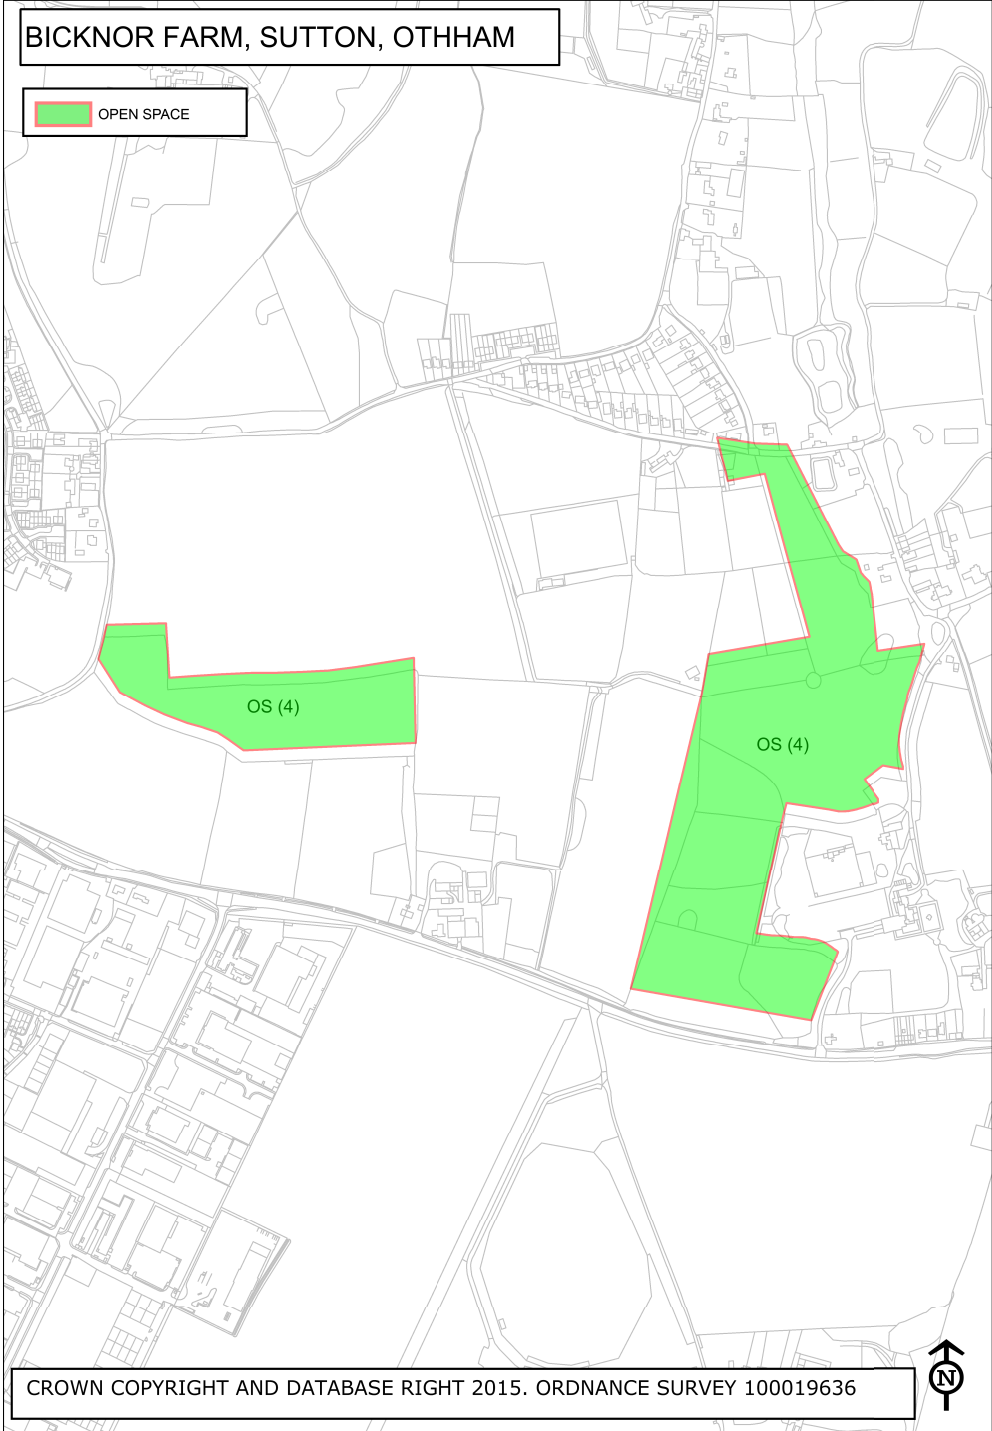 BICKNOR FARM, SUTTON, OTHHAM
OPEN SPACE
OS (4)
OS (4)
N
CROWN COPYRIGHT AND DATABASE RIGHT 2015. ORDNANCE SURVEY 100019636